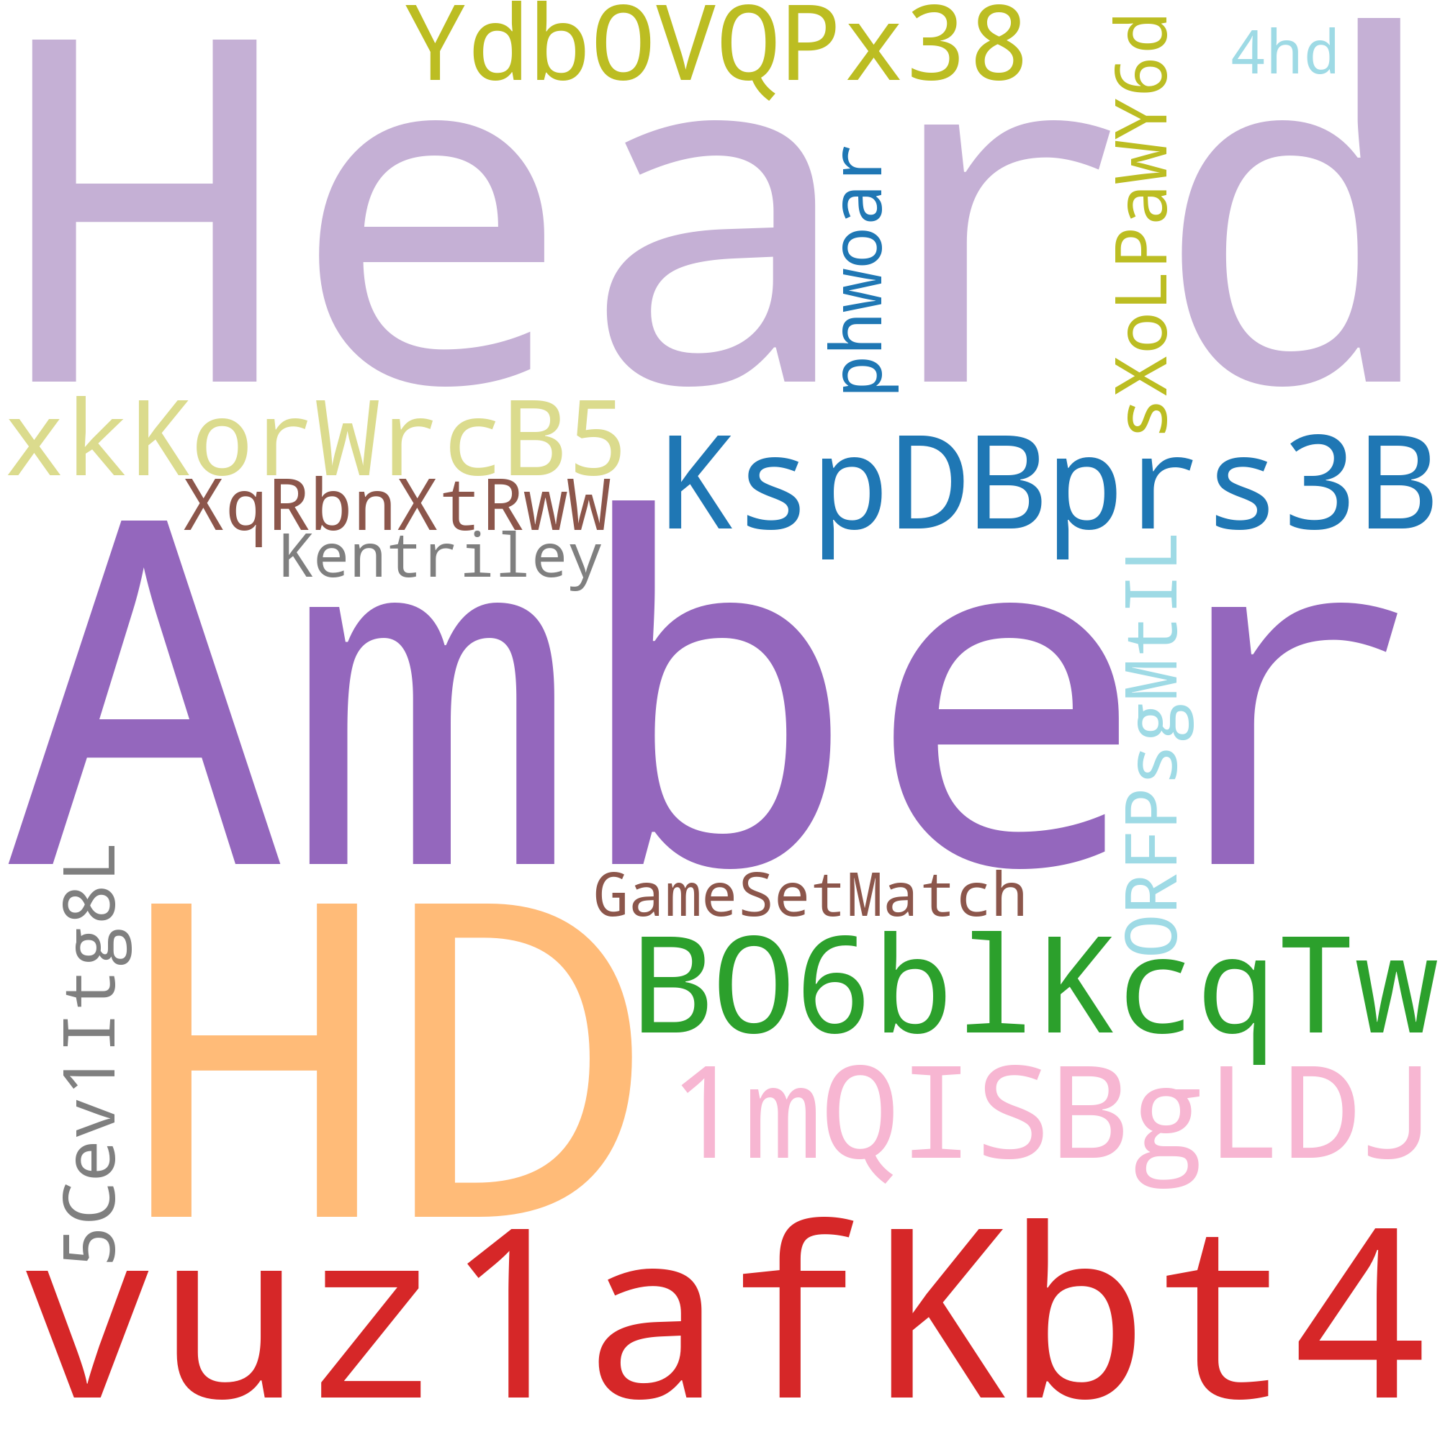 YdbOVQPx38
4hd
Heard
phwoar
sXoLPaWY6d
xkKorWrcB5
KspDBprs3B
XqRbnXtRwW
Kentriley
Amber
ORFPsgMtIL
GameSetMatch
5Cev1Itg8L
HD
BO6blKcqTw
1mQISBgLDJ
vuz1afKbt4